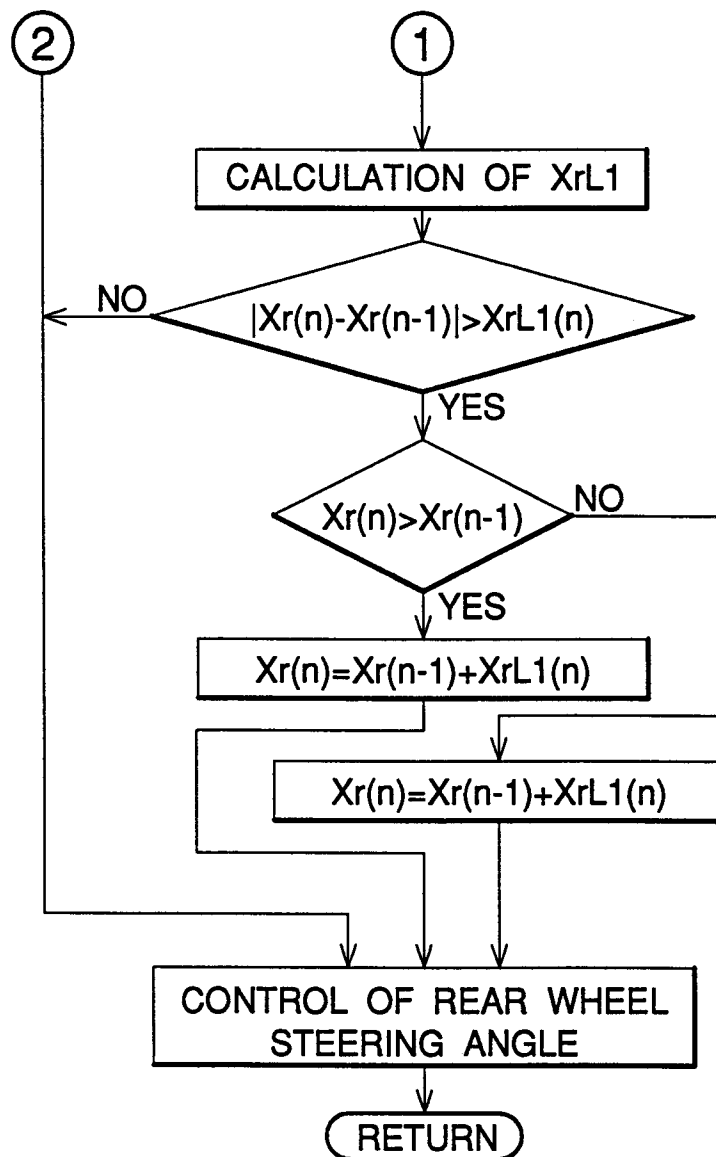 2
1
CALCULATION OF XrL1
NO
|Xr(n)-Xr(n-1)|>XrL1(n)
YES
Xr(n)>Xr(n-1)
NO
YES
Xr(n)=Xr(n-1)+XrL1(n)
Xr(n)=Xr(n-1)+XrL1(n)
CONTROL OF REAR WHEEL
STEERING ANGLE
RETURN